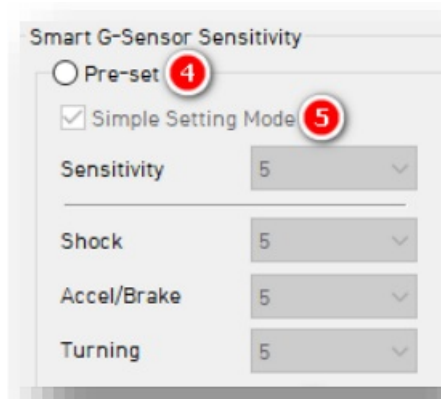 Smart G-Sensor Sensitivity
Pre-set 4
Simple Setting Mode 5
Sensitivity 5
Shock 5
Accel/Brake 5
Turning 5